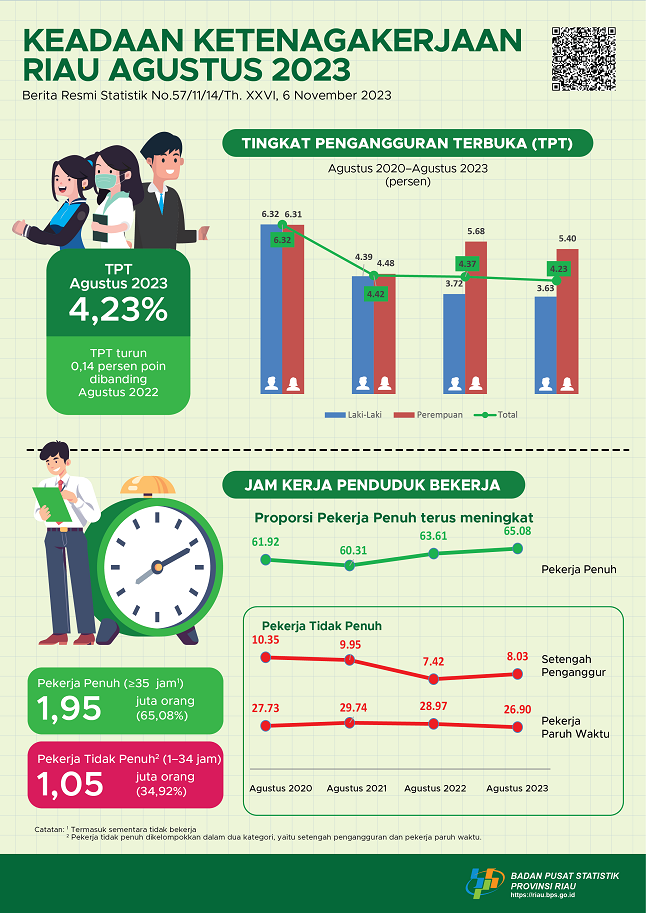 KEADAAN KETENAGAKERJAAN
RIAU AGUSTUS 2023
Berita Resmi Statistik No.57/11/14/Th. XXVI, 6 November 2023
TINGKAT PENGANGGURAN TERBUKA (TPT)
Agustus 2020–Agustus 2023
(persen)
6.32 6.31
6.32
4.39
4.48
4.42
3.72
4.37
5.68
3.63
4.23
5.40
Laki-Laki Perempuan Total
TPT
Agustus 2023
4,23%
TPT turun
0,14 persen poin
dibanding
Agustus 2022
JAM KERJA PENDUDUK BEKERJA
Proporsi Pekerja Penuh terus meningkat
61.92 60.31 63.61 65.08
Pekerja Penuh
Pekerja Tidak Penuh
10.35 9.95 7.42 8.03
Setengah
Penganggur
27.73 29.74 28.97 26.90
Pekerja
Paruh Waktu
Agustus 2020 Agustus 2021 Agustus 2022 Agustus 2023
Pekerja Penuh (≥35 jam¹)
1,95 juta orang
(65,08%)
Pekerja Tidak Penuh² (1–34 jam)
1,05 juta orang
(34,92%)
Catatan: ¹ Termasuk sementara tidak bekerja
² Pekerja tidak penuh dikelompokkan dalam dua kategori, yaitu setengah pengangguran dan pekerja paruh waktu.
BADAN PUSAT STATISTIK
PROVINSI RIAU
https://riau.bps.go.id